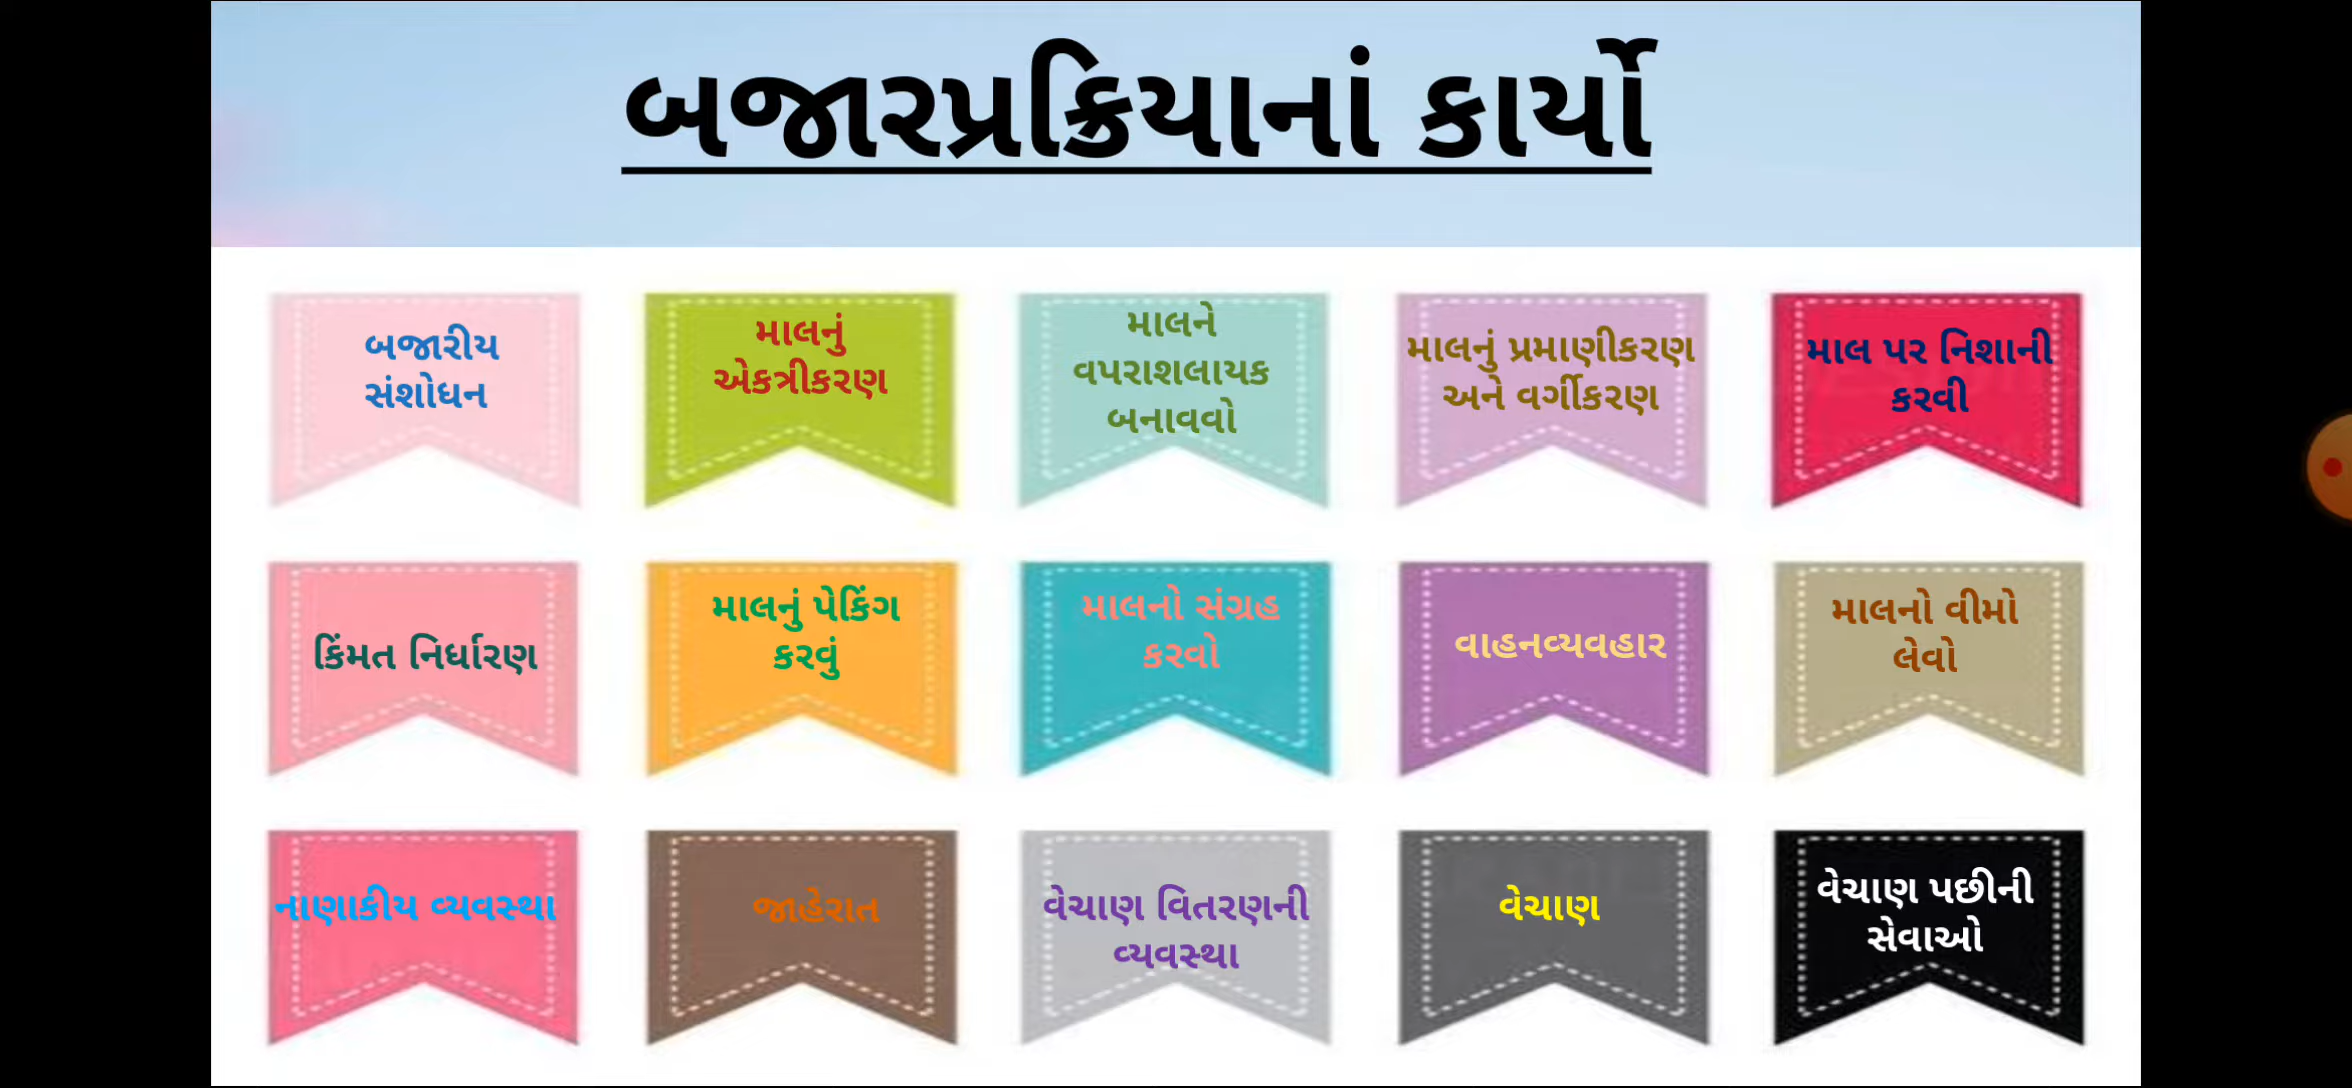 બજારપ્રક્રિયાનાં કાર્યો
બજારીય
સંશોધન
માલનું
એકત્રીકરણ
માલને
વપરાશલાયક
બનાવવો
માલનું પ્રમાણીકરણ
અને વર્ગીકરણ
માલ પર નિશાની
કરવી
કિંમત નિર્ધારણ
માલનું પેકિંગ
કરવું
માલનો સંગ્રહ
કરવો
વાહનવ્યવહાર
માલનો વીમો
લેવો
નાણાકીય વ્યવસ્થા
જાહેરાત
વેચાણ વિતરણની
વ્યવસ્થા
વેચાણ
વેચાણ પછીની
સેવાઓ